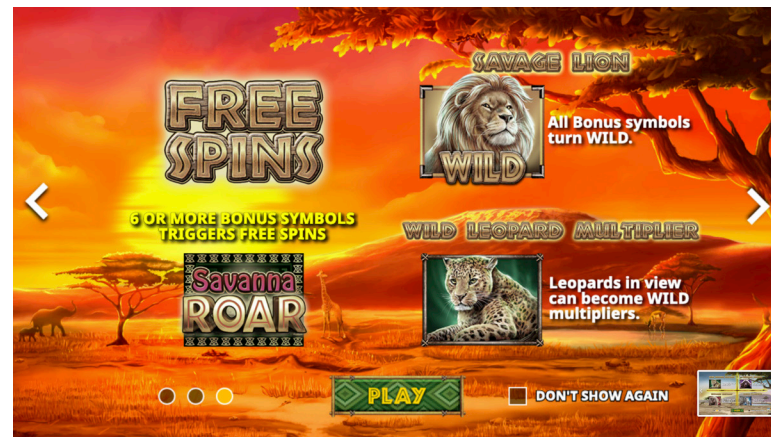 FREE
SPINS
6 OR MORE BONUS SYMBOLS
TRIGGERS FREE SPINS
Savanna
ROAR
SAVAGE LION
WILD
All Bonus symbols
turn WILD.
WILD LEOPARD MULTIPLIER
Leopards in view
can become WILD
multipliers.
PLAY
DON'T SHOW AGAIN